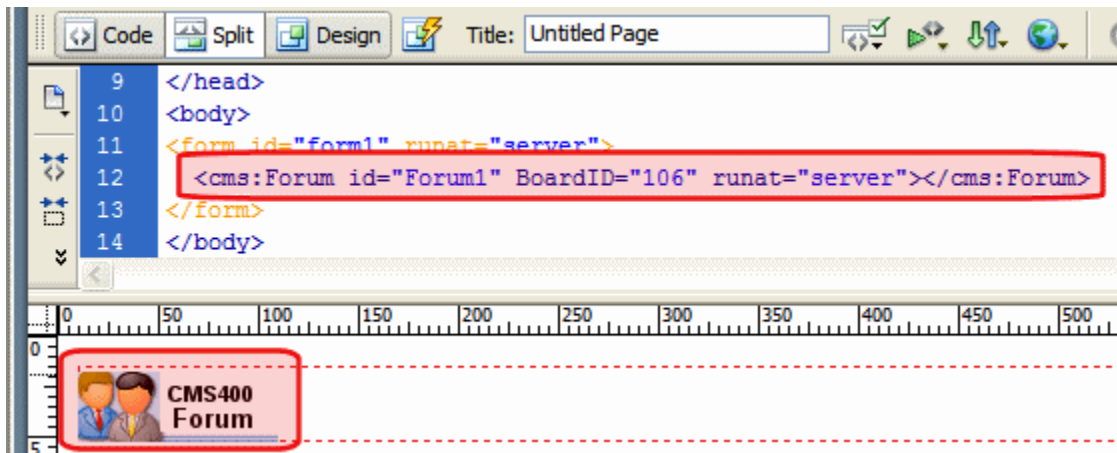 Code Split Design Title: Untitled Page
9 </head>
10 <body>
11 <form id="form1" runat="server">
12 <cms:Forum id="Forum1" BoardID="106" runat="server"></cms:Forum>
13 </form>
14 </body>
0 50 100 150 200 250 300 350 400 450 500
0
CMS400
Forum
5